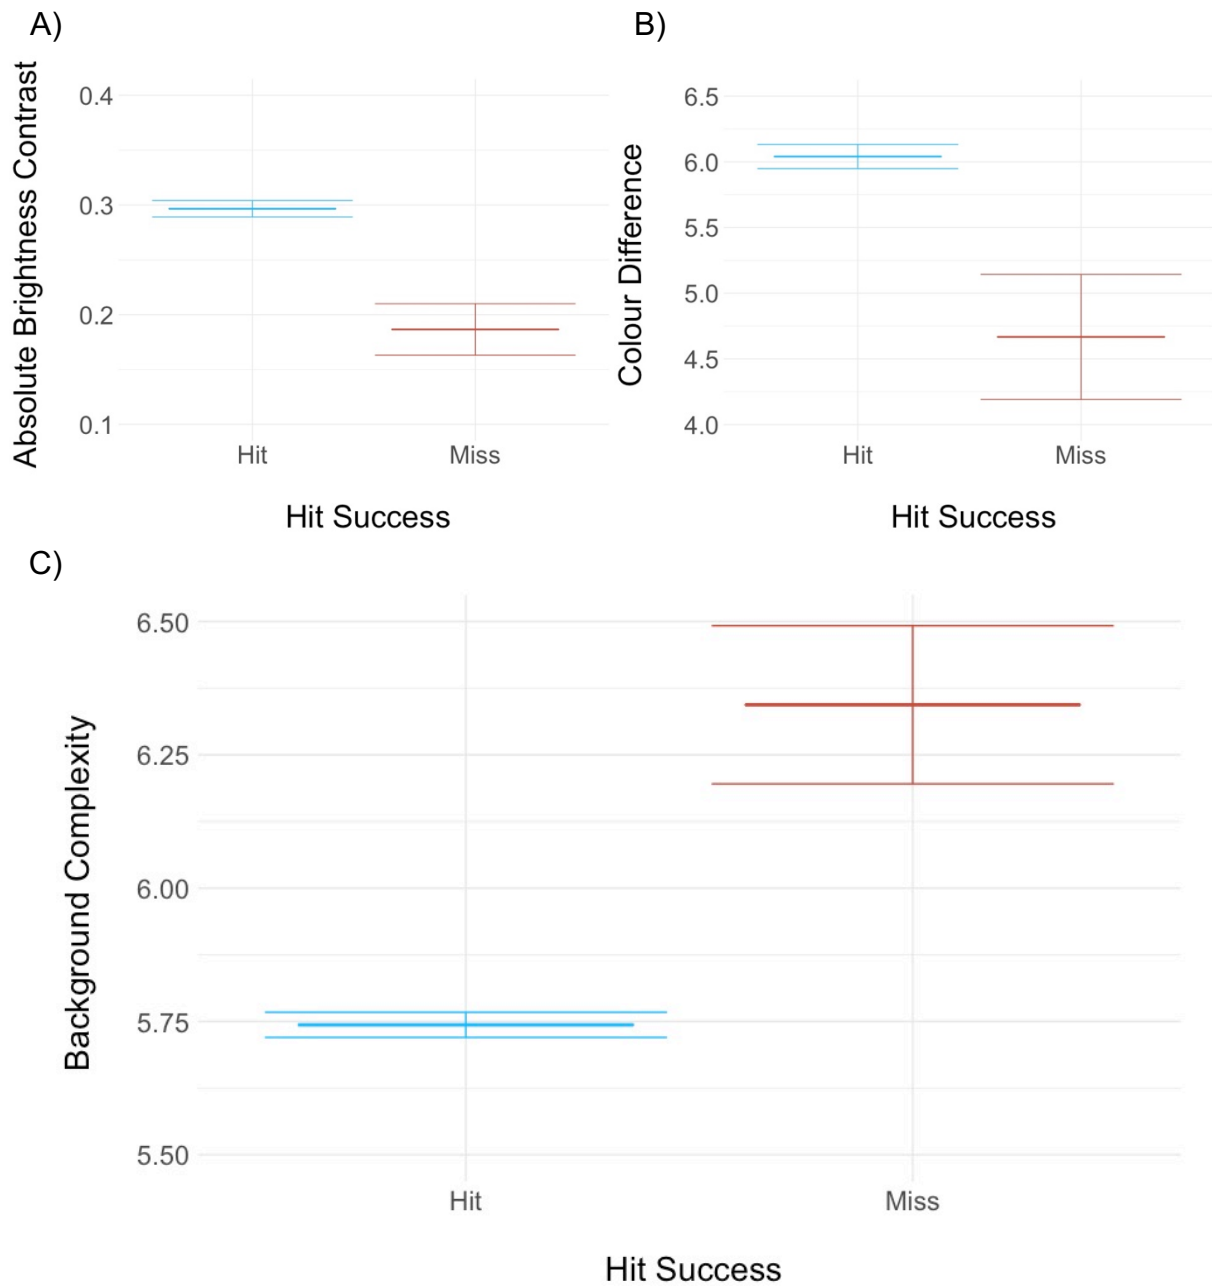 A)
Absolute Brightness Contrast
0.4
0.3
0.2
0.1
Hit Miss
Hit Success
B)
Colour Difference
6.5
6.0
5.5
5.0
4.5
4.0
Hit Miss
Hit Success
C)
Background Complexity
6.50
6.25
6.00
5.75
5.50
Hit Miss
Hit Success